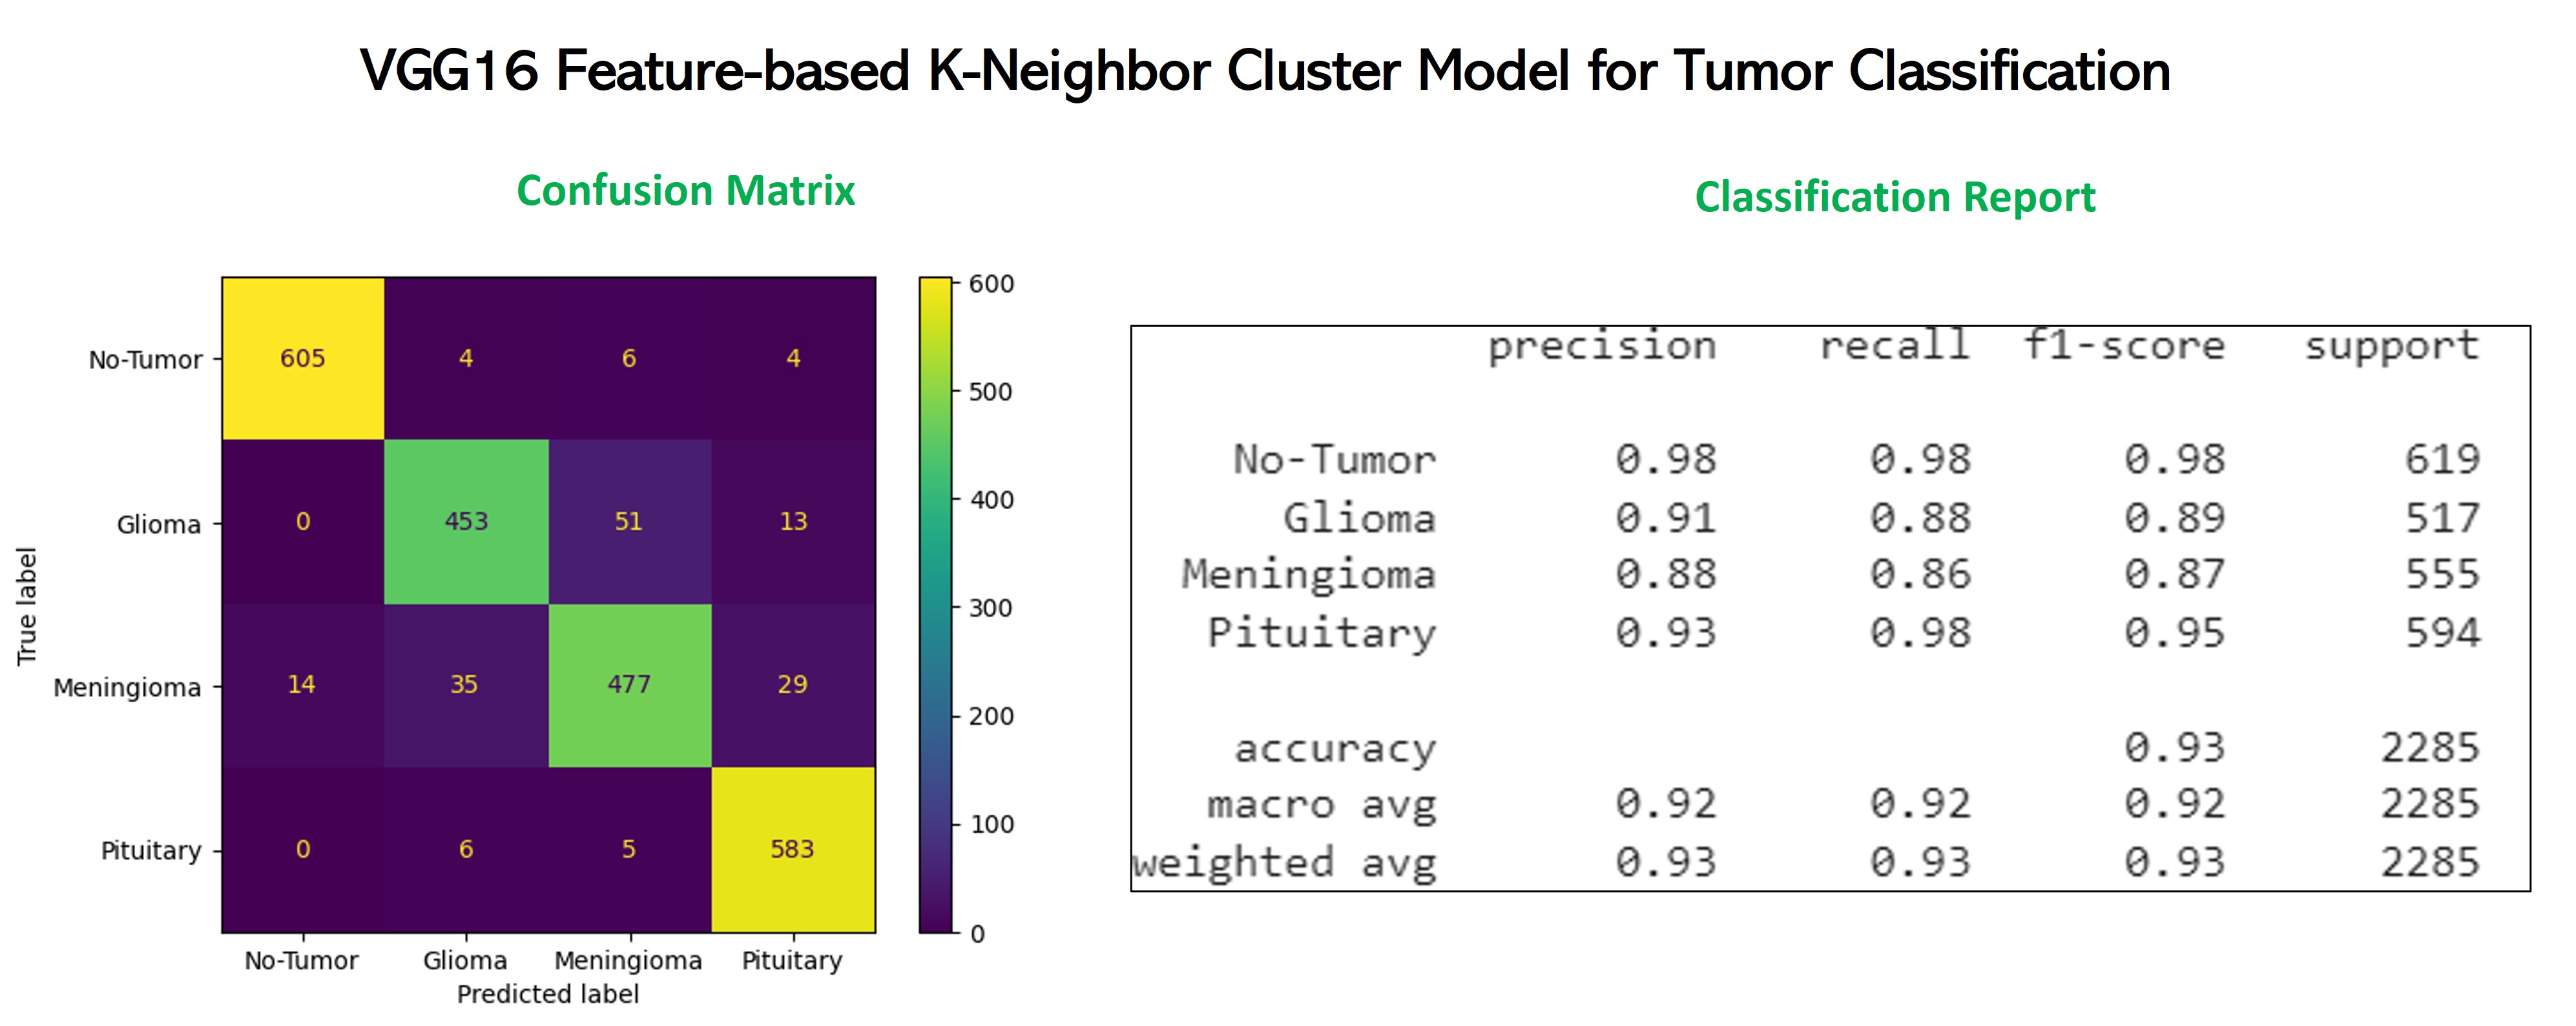 VGG16 Feature-based K-Neighbor Cluster Model for Tumor Classification
Confusion Matrix
True label
No-Tumor 605 4 6 4
Glioma 0 453 51 13
Meningioma 14 35 477 29
Pituitary 0 6 5 583
No-Tumor Glioma Meningioma Pituitary
Predicted label
600
500
400
300
200
100
0
Classification Report
precision recall f1-score support
No-Tumor 0.98 0.98 0.98 619
Glioma 0.91 0.88 0.89 517
Meningioma 0.88 0.86 0.87 555
Pituitary 0.93 0.98 0.95 594
accuracy 0.93 2285
macro avg 0.92 0.92 0.92 2285
weighted avg 0.93 0.93 0.93 2285